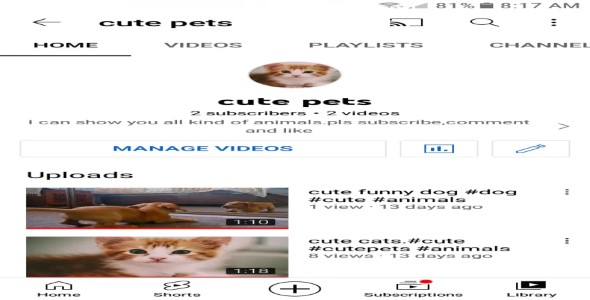 81% 8:17 AM
cute pets
HOME VIDEOS PLAYLISTS CHANNEL
cute pets
2 subscribers • 2 videos
I can show you all kind of animals.pls subscribe,comment
and like
MANAGE VIDEOS
Uploads
cute funny dog #dog
#cute #animals
1 view · 13 days ago
1:10
cute cats.#cute
#cutepets #animals
8 views · 13 days ago
1:18
Home Shorts Subscriptions Library